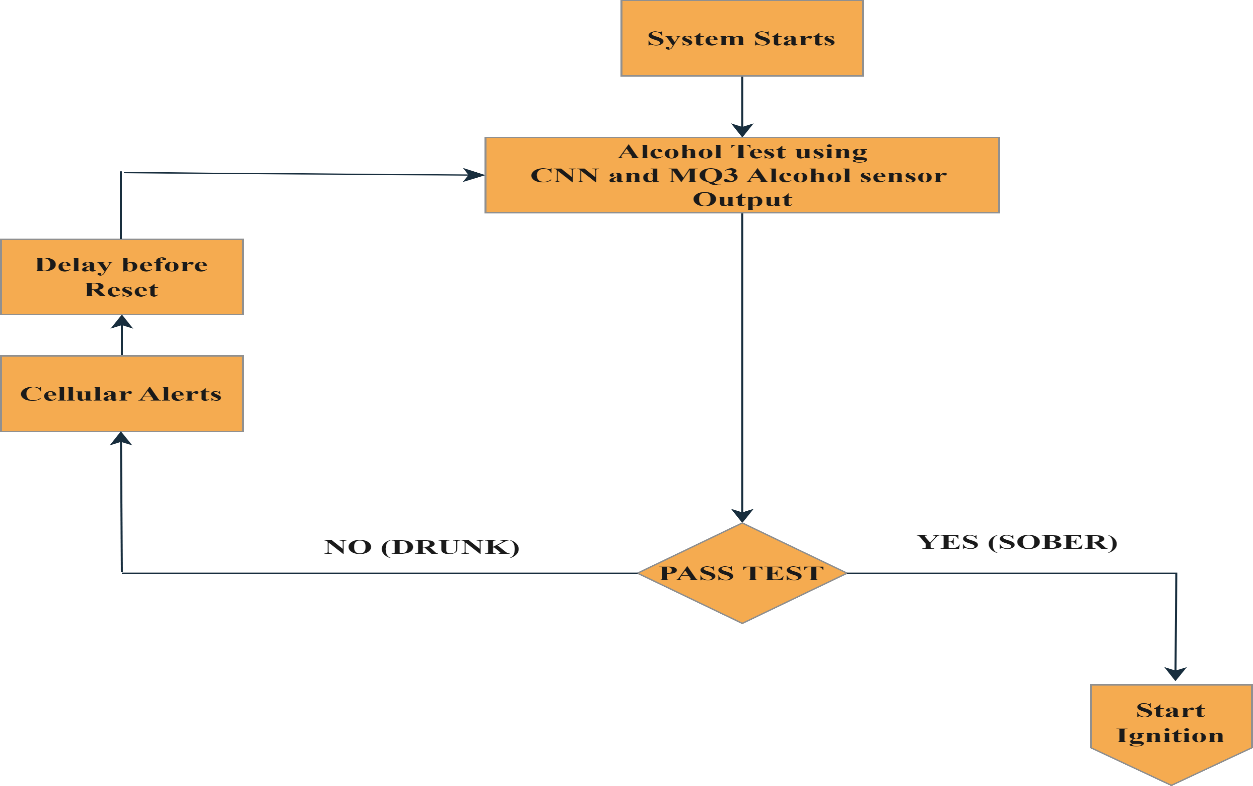 System Starts
Alcohol Test using
CNN and MQ3 Alcohol sensor
Output
Delay before
Reset
Cellular Alerts
NO (DRUNK)
YES (SOBER)
PASS TEST
Start
Ignition